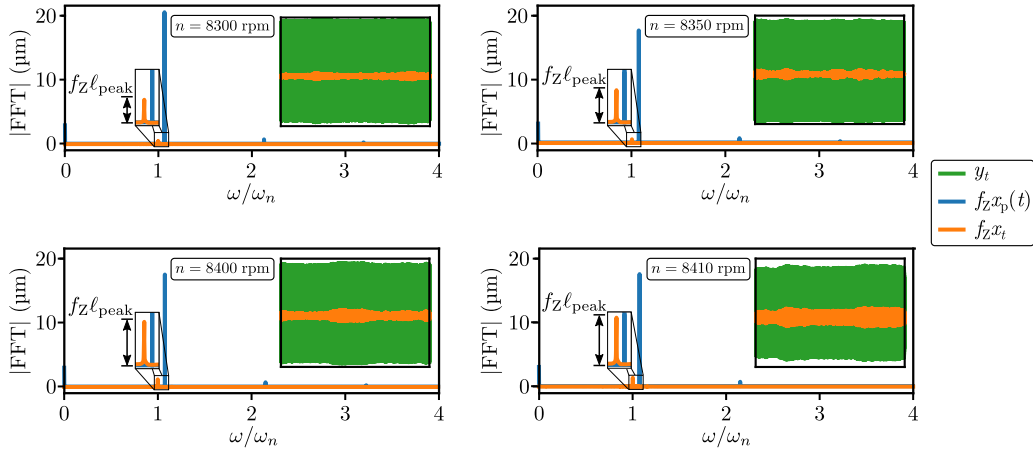 n = 8300 rpm
|FFT| (µm)
20
10
0
f_Z ℓ_peak
0 1 2 3 4
ω/ω_n
n = 8350 rpm
|FFT| (µm)
20
10
0
f_Z ℓ_peak
0 1 2 3 4
ω/ω_n
y_t
f_Z x_p(t)
f_Z x_t
n = 8400 rpm
|FFT| (µm)
20
10
0
f_Z ℓ_peak
0 1 2 3 4
ω/ω_n
n = 8410 rpm
|FFT| (µm)
20
10
0
f_Z ℓ_peak
0 1 2 3 4
ω/ω_n